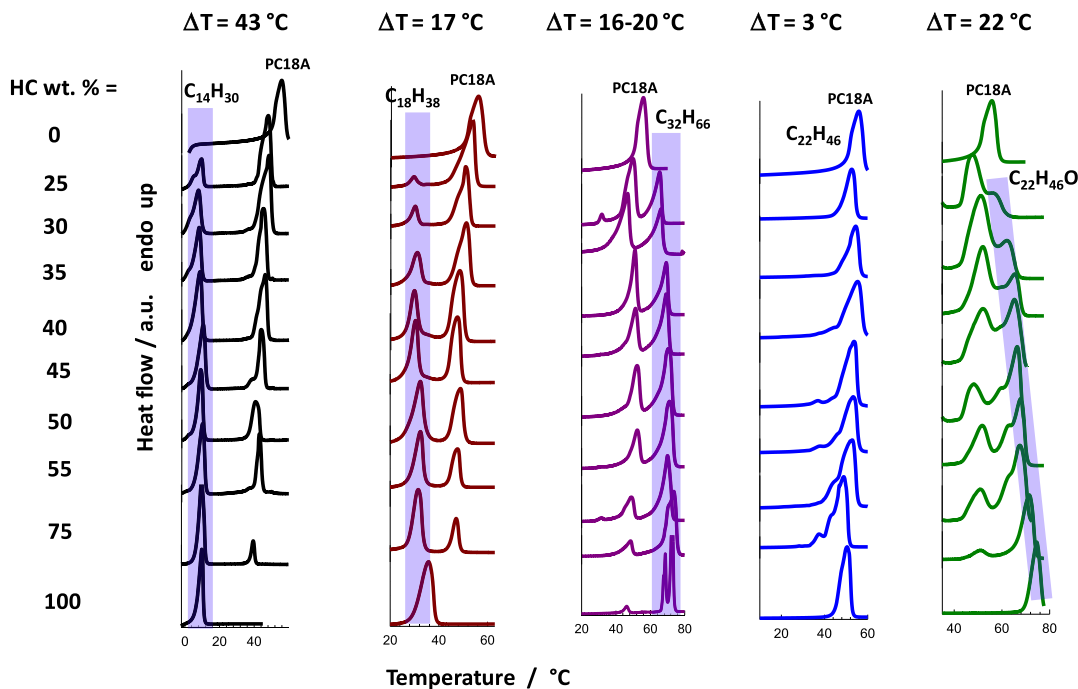 ΔT = 43 °C ΔT = 17 °C ΔT = 16-20 °C ΔT = 3 °C ΔT = 22 °C
HC wt. % =
0
25
30
35
40
45
50
55
75
100
Heat flow / a.u. endo up
C14H30
PC18A
0 20 40
C18H38
PC18A
20 40 60
PC18A
C32H66
20 40 60 80
PC18A
C22H46
20 40 60
PC18A
C22H46O
40 60 80
Temperature / °C